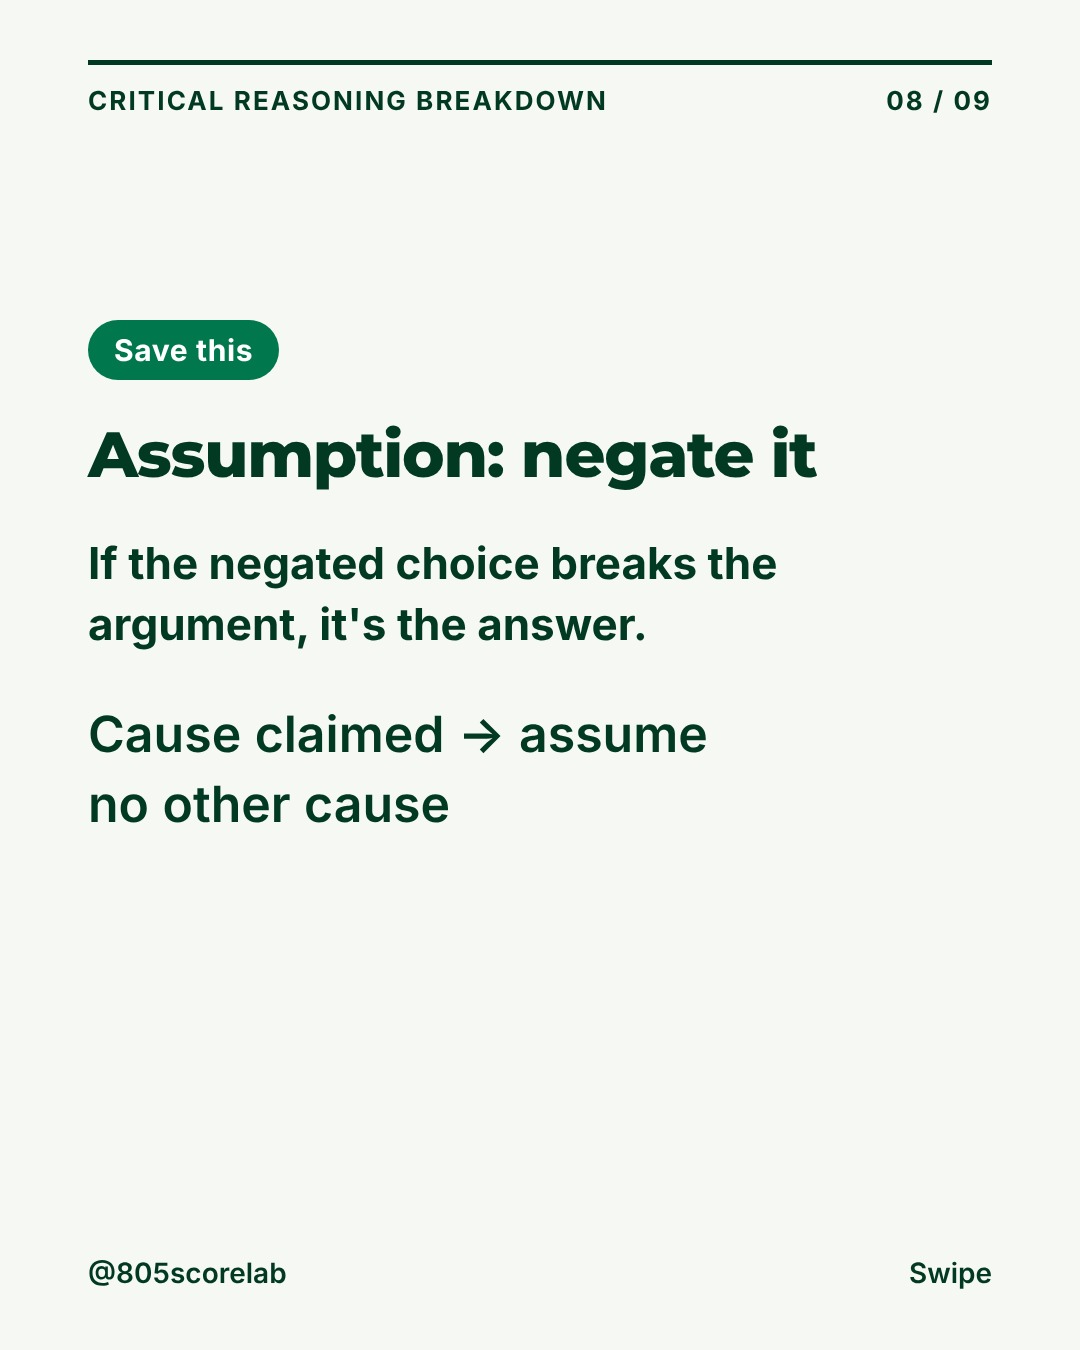 CRITICAL REASONING BREAKDOWN
08 / 09
Save this
Assumption: negate it
If the negated choice breaks the
argument, it's the answer.
Cause claimed → assume
no other cause
@805scorelab
Swipe